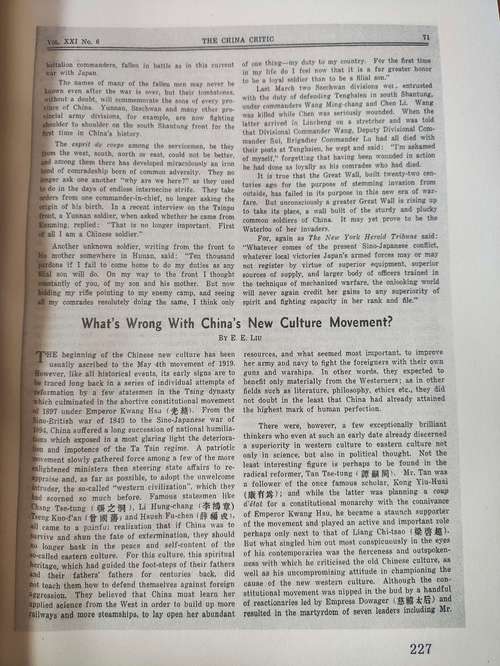 VOL. XXI No. 6
THE CHINA CRITIC
71
battalion commanders, fallen in battle as in this current
war with Japan.
The names of many of the fallen men may never be
known even after the war is over, but their tombstones,
without a doubt, will commemorate the sons of every pro-
vince of China. Yunnan, Szechwan and many other pro-
vincial army divisions, for example, are now fighting
shoulder to shoulder on the south Shantung front for the
first time in China's history.
The esprit de corps among the servicemen, be they
from the west, south, north or east, could not be better,
and among them there has developed miraculously an iron
bond of comradeship born of common adversity. They no
longer ask one another "why are we here?" as they used
to do in the days of endless internecine strife. They take
orders from one commander-in-chief, no longer asking the
origin of his birth. In a recent interview on the Tsinpu
front, a Yunnan soldier, when asked whether he came from
Kunming, replied: "That is no longer important. First
of all I am a Chinese soldier."
Another unknown soldier, writing from the front to
his mother somewhere in Hunan, said: "Ten thousand
pardons if I fail to come home to do my duties as any
filial son will do. On my way to the front I thought
constantly of you, of my son and his mother. But now
holding my rifle pointing to my enemy camp, and seeing
all my comrades resolutely doing the same, I think only
of one thing—my duty to my country. For the first time
in my life do I feel now that it is a far greater honor
to be a loyal soldier than to be a filial son."
Last March two Szechwan divisions were entrusted
with the duty of defending Tenghsien in south Shantung,
under commanders Wang Ming-chang and Chen Li. Wang
was killed while Chen was seriously wounded. When the
latter arrived in Lincheng on a stretcher and was told
that Divisional Commander Wang, Deputy Divisional Com-
mander Sui, Brigadier Commander Lu had all died with
their posts at Tenghsien, he wept and said: "I'm ashamed
of myself," forgetting that having been wounded in action
he had done as loyally as his comrades who had died.
It is true that the Great Wall, built twenty-two cen-
turies ago for the purpose of stemming invasion from
outside, has failed in its purpose in this new era of war-
fare. But unconsciously a greater Great Wall is rising up
to take its place, a wall built of the sturdy and plucky
common soldiers of China. It may yet prove to be the
Waterloo of her invaders.
For, again as The New York Herald Tribune said:
"Whatever comes of the present Sino-Japanese conflict,
whatever local victories Japan's armed forces may or may
not register by virtue of superior equipment, superior
sources of supply, and larger body of officers trained in
the technique of mechanised warfare, the onlooking world
will never again credit her gains to any superiority of
spirit and fighting capacity in her rank and file."
What's Wrong With China's New Culture Movement?
BY E. E. LIU
THE beginning of the Chinese new culture has been
usually ascribed to the May 4th movement of 1919.
However, like all historical events, its early signs are to
be traced long back in a series of individual attempts of
reformation by a few statesmen in the Tsing dynasty
which culminated in the abortive constitutional movement
of 1897 under Emperor Kwang Hsu (光緒). From the
Sino-British war of 1840 to the Sino-Japanese war of
1894, China suffered a long succession of national humilia-
tions which exposed in a most glaring light the deteriora-
tion and impotence of the Ta Tsin regime. A patriotic
movement slowly gathered force among a few of the more
enlightened ministers then steering state affairs to re-
appraise and, as far as possible, to adopt the unwelcome
intruder, the so-called "western civilization", which they
had scorned so much before. Famous statesmen like
Chang Tse-tung (張之洞), Li Hung-chang (李鴻章)
Tseng Kuo-fan (曾國藩) and Hsueh Fu-chen (薛福成),
all came to a painful realization that if China was to
survive and shun the fate of extermination, they should
no longer bask in the peace and self-content of the
so-called eastern culture. For this culture, this spiritual
heritage, which had guided the foot-steps of their fathers
and their fathers' fathers for centuries back, did
not teach them how to defend themselves against foreign
aggression. They believed that China must learn her
applied science from the West in order to build up more
railways and more steamships, to lay open her abundant
resources, and what seemed most important, to improve
her army and navy to fight the foreigners with their own
guns and warships. In other words, they expected to
benefit only materially from the Westerners; as in other
fields such as literature, philosophy, ethics etc., they did
not doubt in the least that China had already attained
the highest mark of human perfection.
There were, however, a few exceptionally brilliant
thinkers who even at such an early date already discerned
a superiority in western culture to eastern culture not
only in science, but also in political thought. Not the
least interesting figure is perhaps to be found in the
radical reformer, Tan Tse-tong (譚嗣同). Mr. Tan was
a follower of the once famous scholar, Kong Yiu-Huni
(康有為); and while the latter was planning a coup
d'état for a constitutional monarchy with the connivance
of Emperor Kwang Hsu, he became a staunch supporter
of the movement and played an active and important role
perhaps only next to that of Liang Chi-tao (梁啓超).
But what singled him out most conspicuously in the eyes
of his contemporaries was the fierceness and outspoken-
ness with which he criticised the old Chinese culture, as
well as his uncompromising attitude in championing the
cause of the new western culture. Although the con-
stitutional movement was nipped in the bud by a handful
of reactionaries led by Empress Dowager (慈禧太后) and
resulted in the martyrdom of seven leaders including Mr.
227